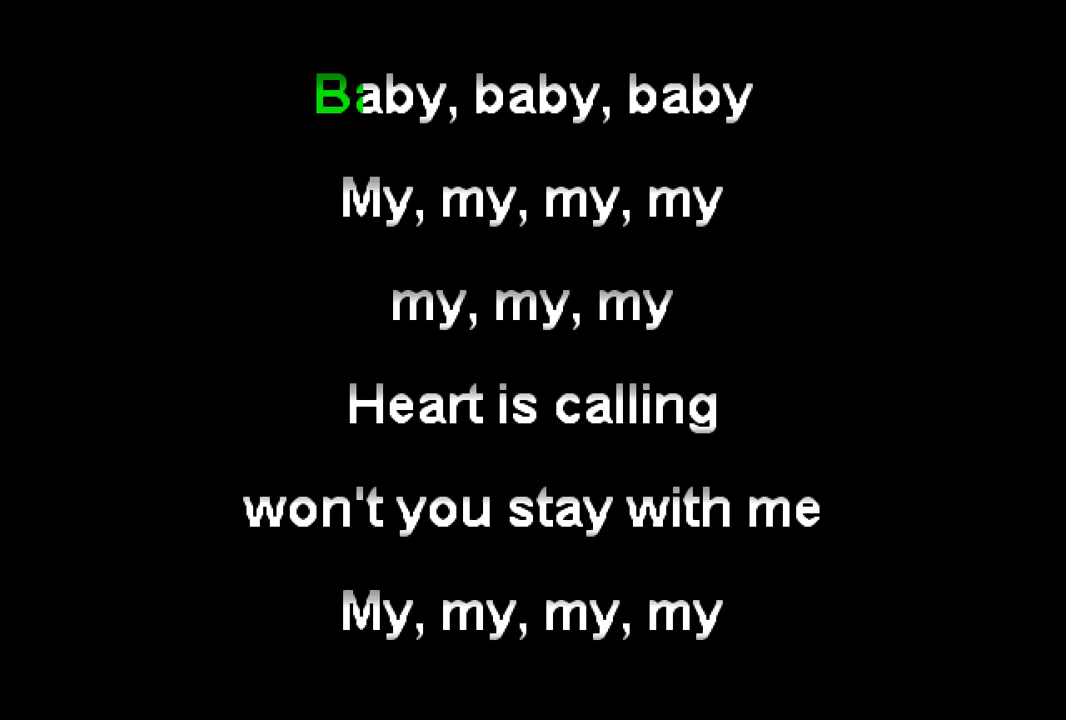 Baby, baby, baby
My, my, my, my
my, my, my
Heart is calling
won't you stay with me
My, my, my, my